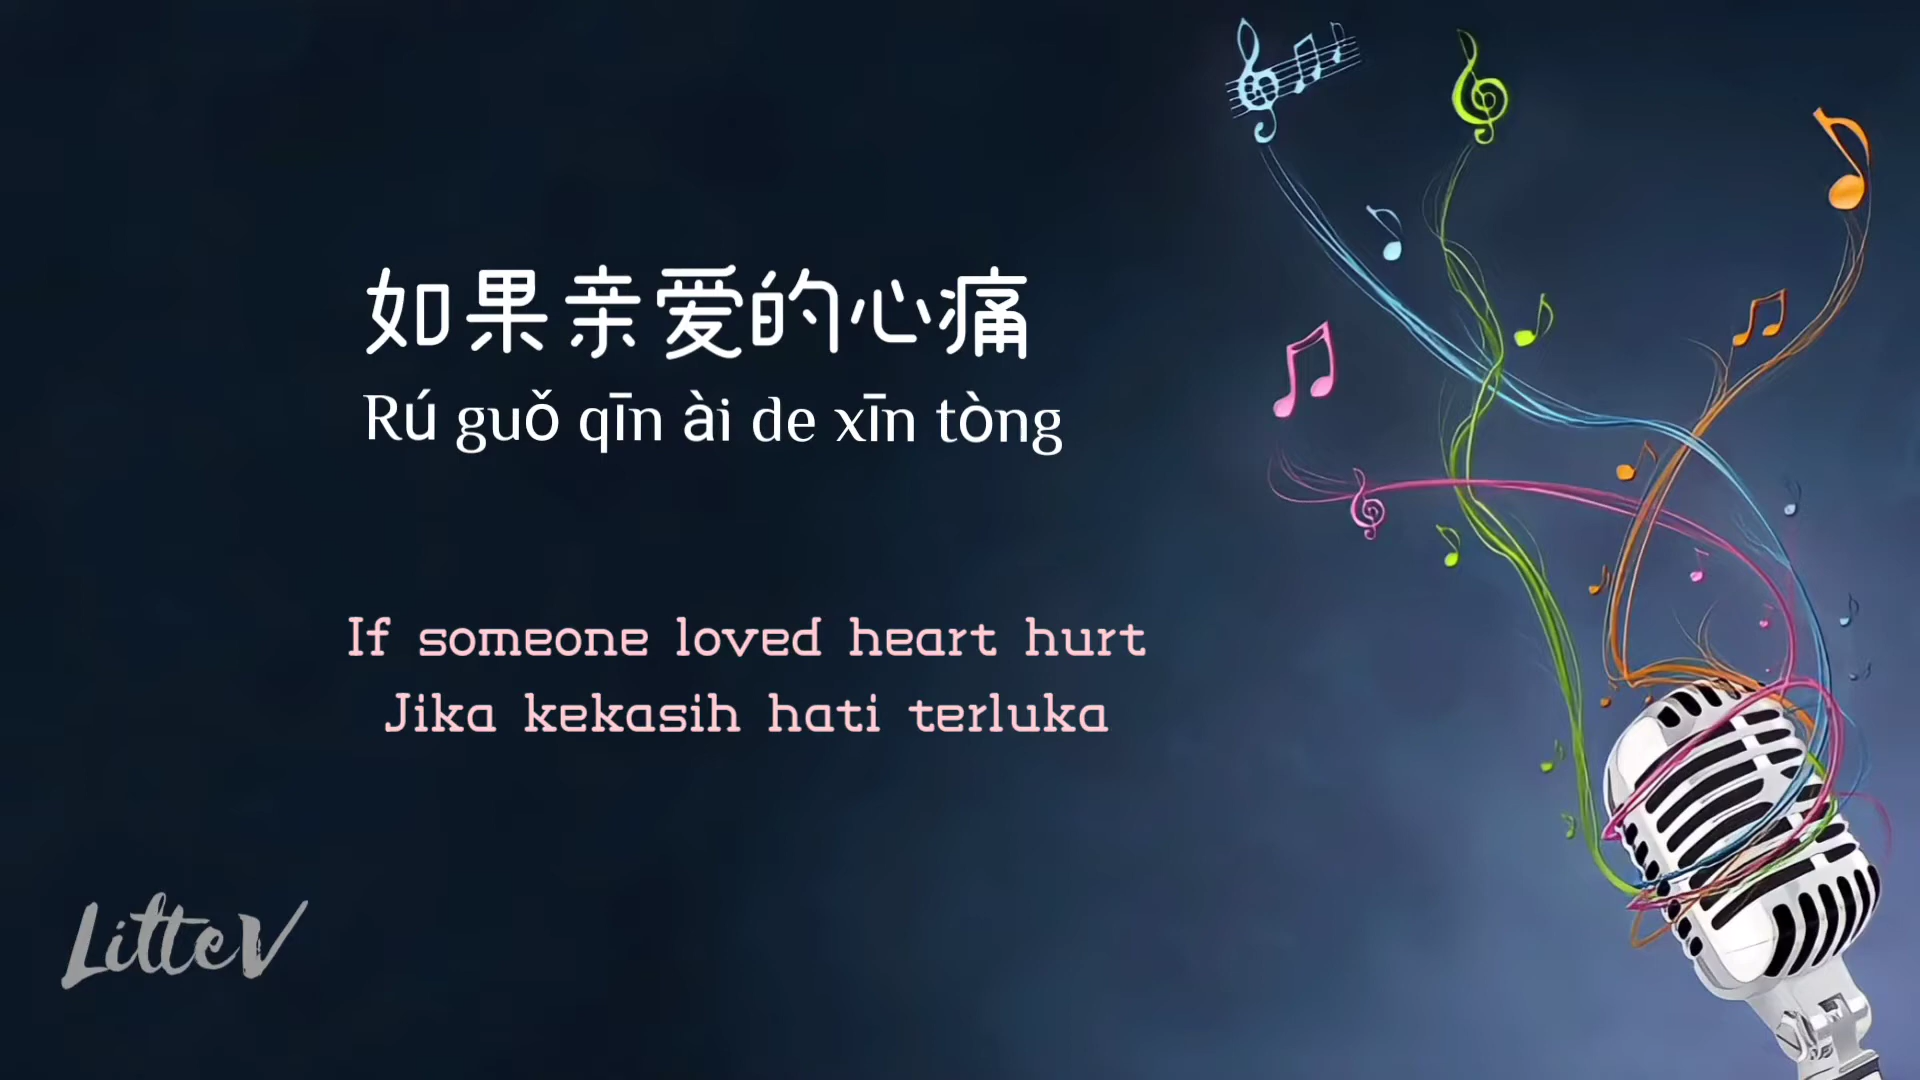 如果亲爱的心痛
Rú guǒ qīn ài de xīn tòng
If someone loved heart hurt
Jika kekasih hati terluka
LitteV